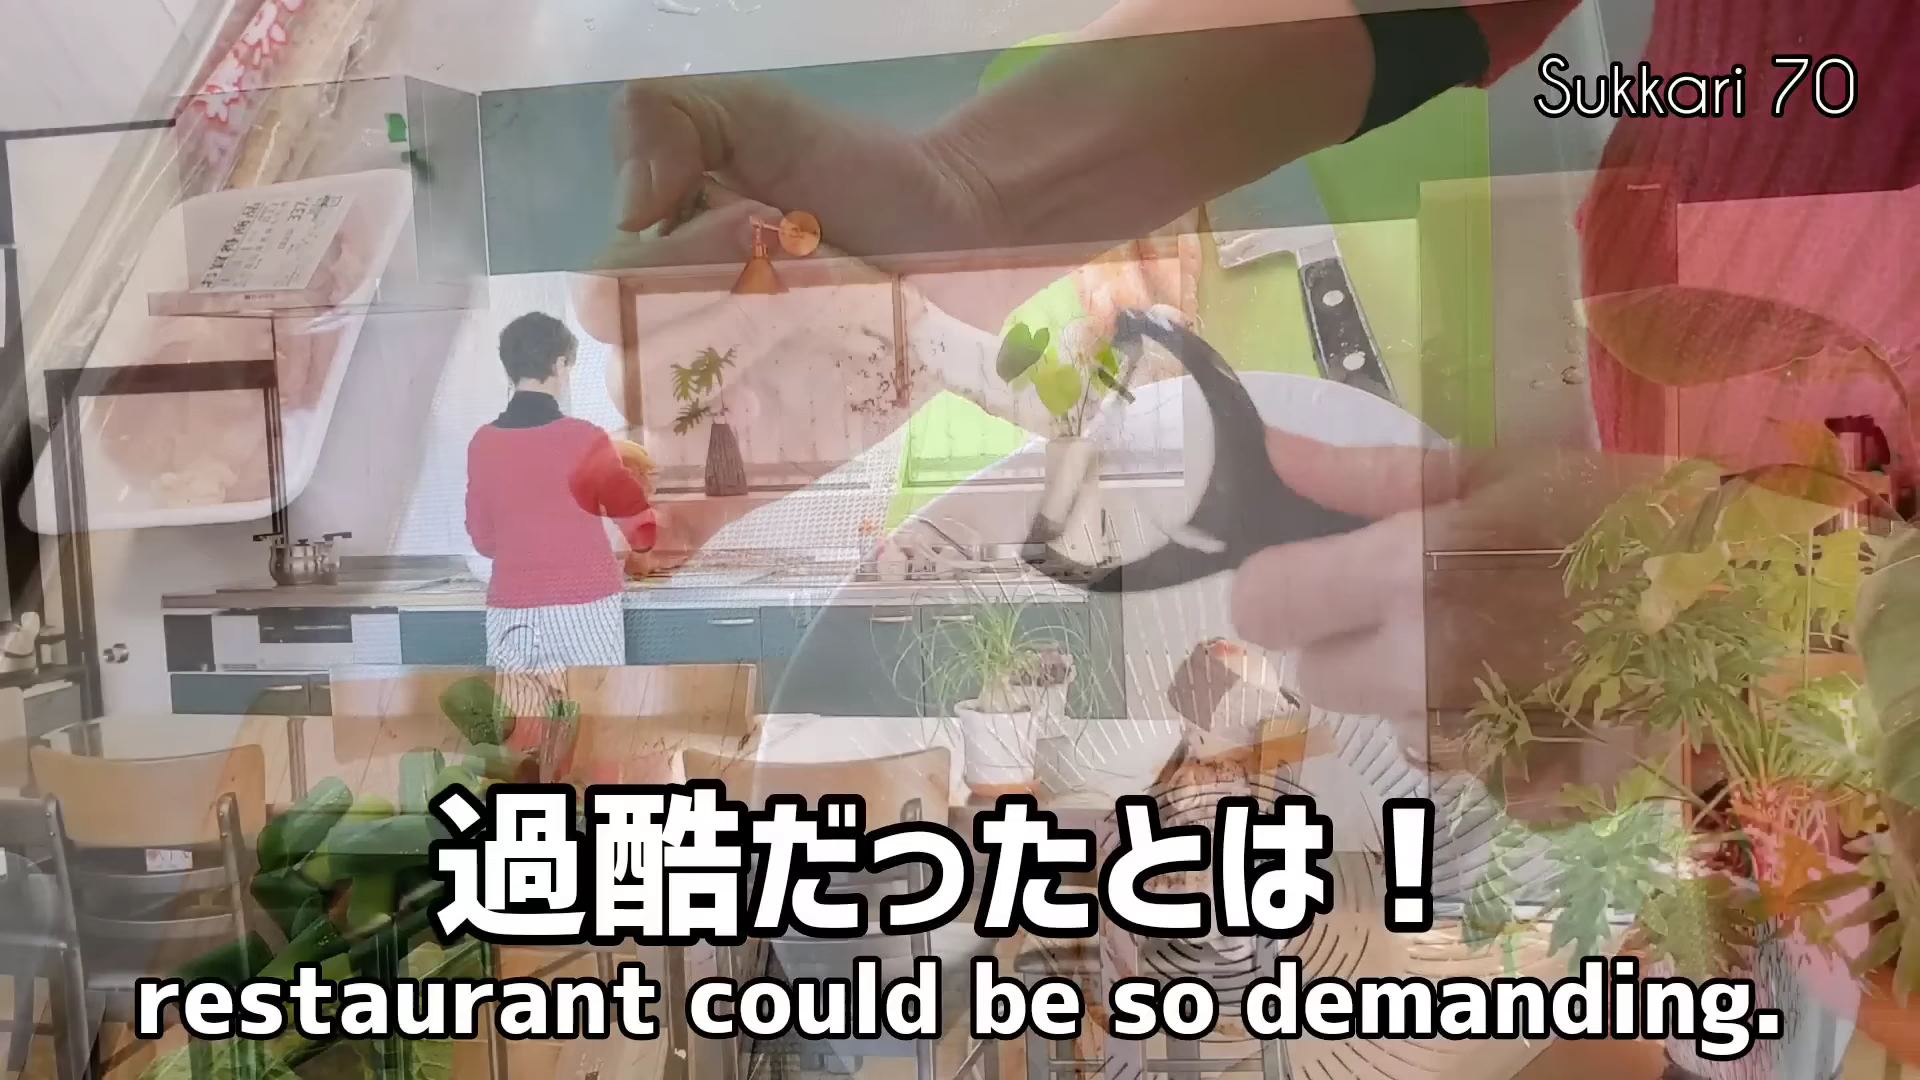 Sukkari 70
過酷だったとは！
restaurant could be so demanding.